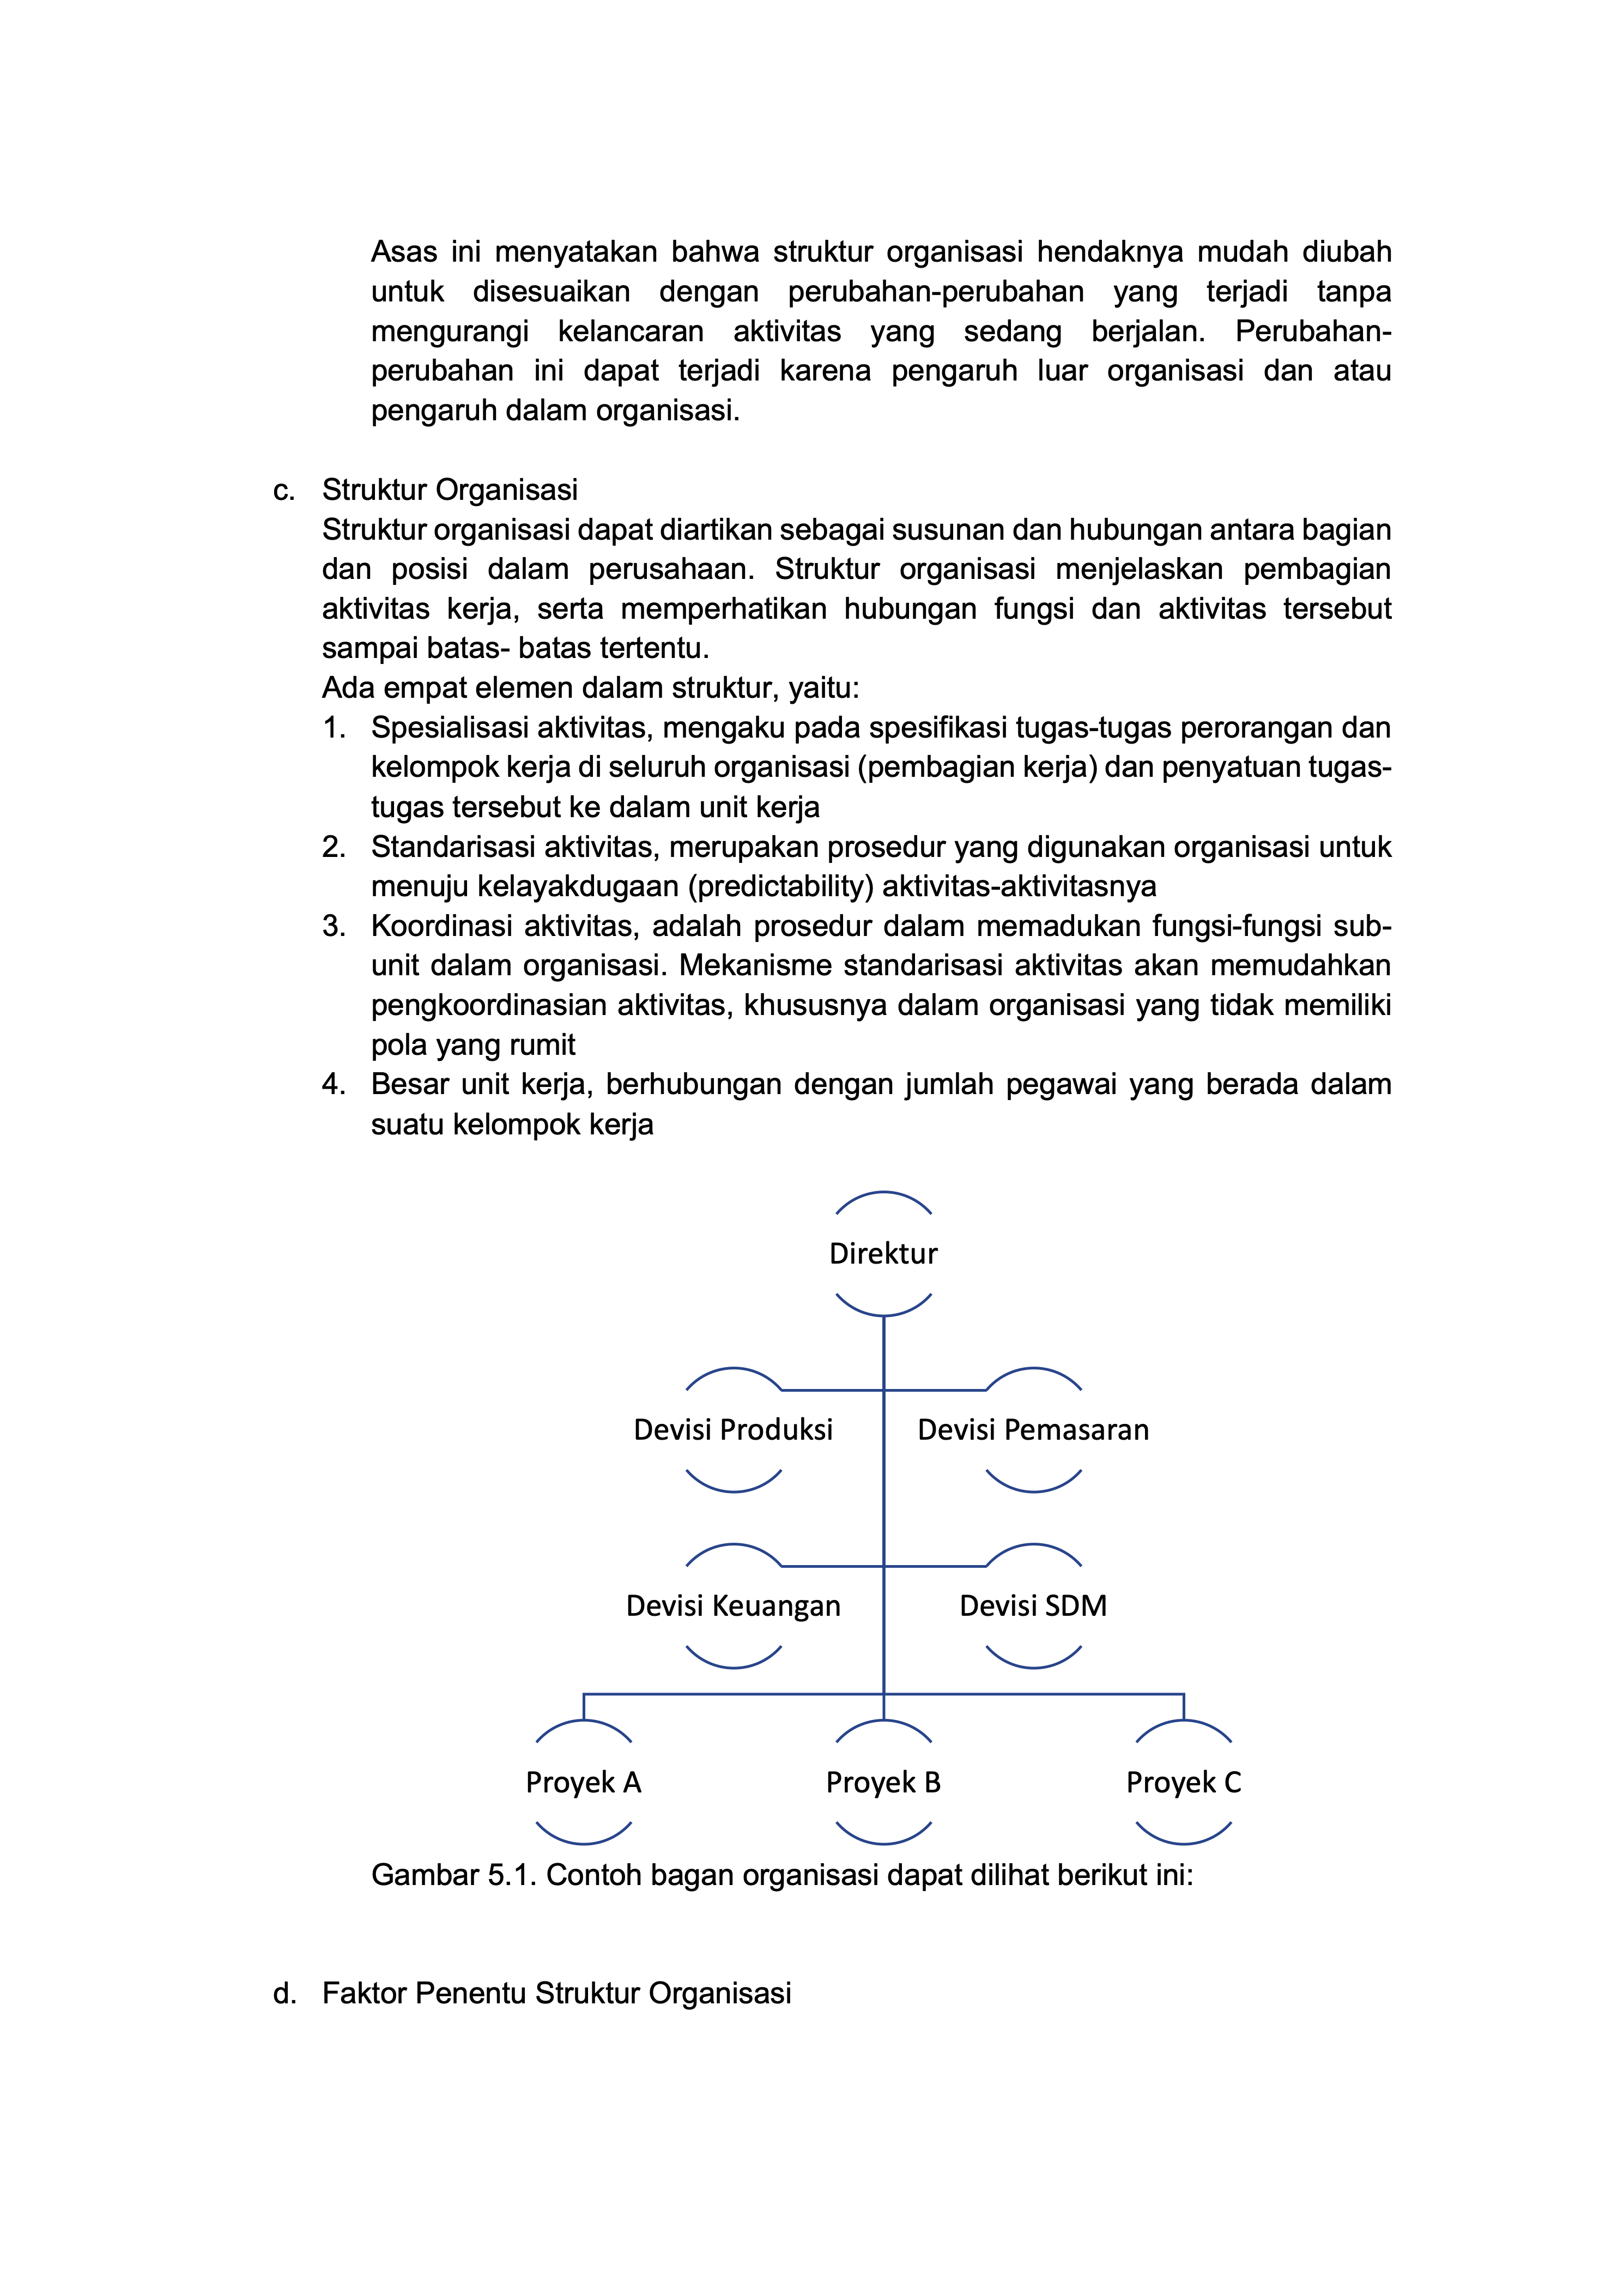 Asas ini menyatakan bahwa struktur organisasi hendaknya mudah diubah
untuk disesuaikan dengan perubahan-perubahan yang terjadi tanpa
mengurangi kelancaran aktivitas yang sedang berjalan. Perubahan-
perubahan ini dapat terjadi karena pengaruh luar organisasi dan atau
pengaruh dalam organisasi.
c. Struktur Organisasi
Struktur organisasi dapat diartikan sebagai susunan dan hubungan antara bagian
dan posisi dalam perusahaan. Struktur organisasi menjelaskan pembagian
aktivitas kerja, serta memperhatikan hubungan fungsi dan aktivitas tersebut
sampai batas- batas tertentu.
Ada empat elemen dalam struktur, yaitu:
1. Spesialisasi aktivitas, mengaku pada spesifikasi tugas-tugas perorangan dan
kelompok kerja di seluruh organisasi (pembagian kerja) dan penyatuan tugas-
tugas tersebut ke dalam unit kerja
2. Standarisasi aktivitas, merupakan prosedur yang digunakan organisasi untuk
menuju kelayakdugaan (predictability) aktivitas-aktivitasnya
3. Koordinasi aktivitas, adalah prosedur dalam memadukan fungsi-fungsi sub-
unit dalam organisasi. Mekanisme standarisasi aktivitas akan memudahkan
pengkoordinasian aktivitas, khususnya dalam organisasi yang tidak memiliki
pola yang rumit
4. Besar unit kerja, berhubungan dengan jumlah pegawai yang berada dalam
suatu kelompok kerja
Direktur
Devisi Produksi
Devisi Pemasaran
Devisi Keuangan
Devisi SDM
Proyek A
Proyek B
Proyek C
Gambar 5.1. Contoh bagan organisasi dapat dilihat berikut ini:
d. Faktor Penentu Struktur Organisasi